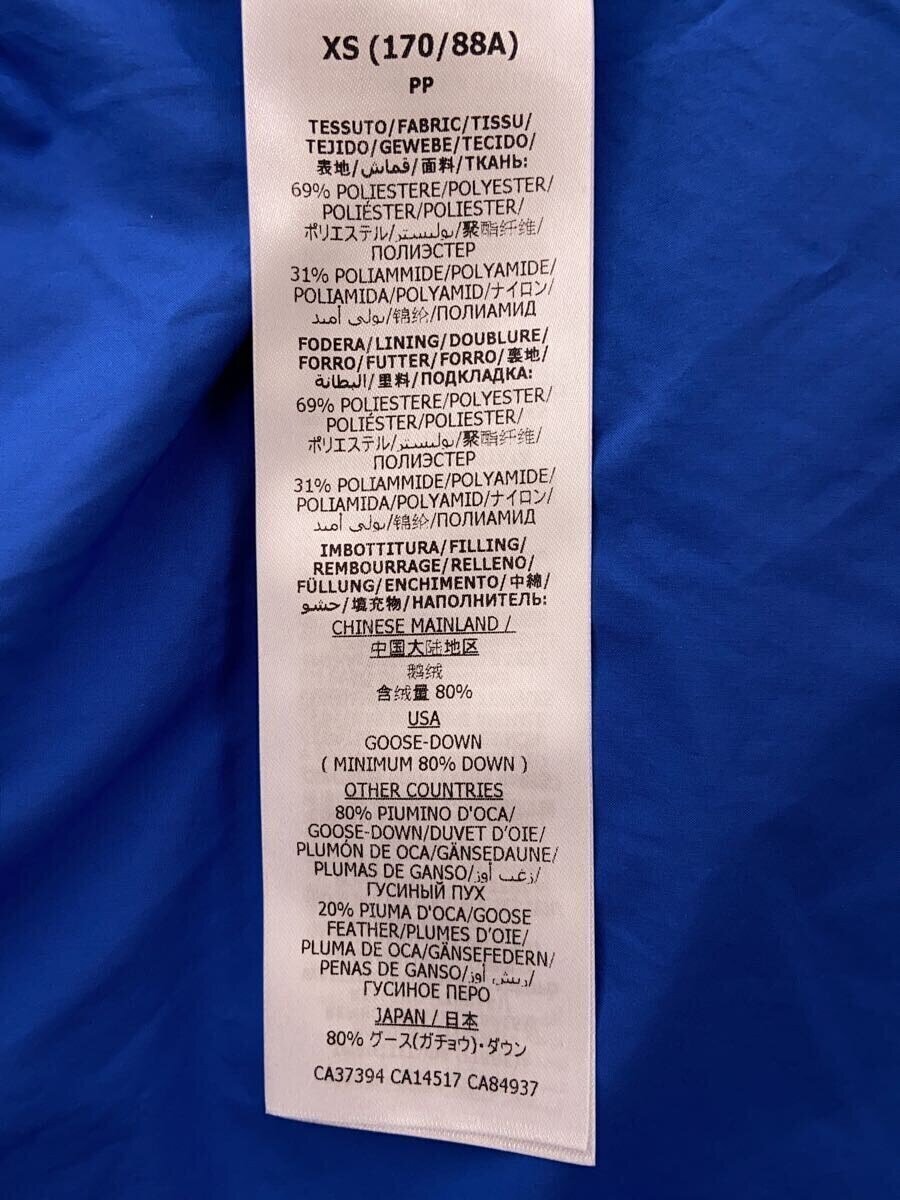 XS (170/88A)
PP
TESSUTO/FABRIC/TISSU/
TEJIDO/GEWEBE/TECIDO/
表地/قماش/面料/ТКАНЬ:
69% POLIESTERE/POLYESTER/
POLIÉSTER/POLIESTER/
ポリエステル/بوليستر/聚酯纤维/
ПОЛИЭСТЕР
31% POLIAMMIDE/POLYAMIDE/
POLIAMIDA/POLYAMID/ナイロン/
بولي أميد/锦纶/ПОЛИАМИД
FODERA/LINING/DOUBLURE/
FORRO/FUTTER/FORRO/裏地/
البطانة/里料/ПОДКЛАДКА:
69% POLIESTERE/POLYESTER/
POLIÉSTER/POLIESTER/
ポリエステル/بوليستر/聚酯纤维/
ПОЛИЭСТЕР
31% POLIAMMIDE/POLYAMIDE/
POLIAMIDA/POLYAMID/ナイロン/
بولي أميد/锦纶/ПОЛИАМИД
IMBOTTITURA/FILLING/
REMBOURRAGE/RELLENO/
FÜLLUNG/ENCHIMENTO/中綿/
حشو/填充物/НАПОЛНИТЕЛЬ:
CHINESE MAINLAND /
中国大陆地区
鹅绒
含绒量 80%
USA
GOOSE-DOWN
( MINIMUM 80% DOWN )
OTHER COUNTRIES
80% PIUMINO D'OCA/
GOOSE-DOWN/DUVET D'OIE/
PLUMÓN DE OCA/GÄNSEDAUNE/
PLUMAS DE GANSO/زغب أوز/
ГУСИНЫЙ ПУХ
20% PIUMA D'OCA/GOOSE
FEATHER/PLUMES D'OIE/
PLUMA DE OCA/GÄNSEFEDERN/
PENAS DE GANSO/ريش أوز/
ГУСИНОЕ ПЕРО
JAPAN / 日本
80% グース(ガチョウ)・ダウン
CA37394 CA14517 CA84937